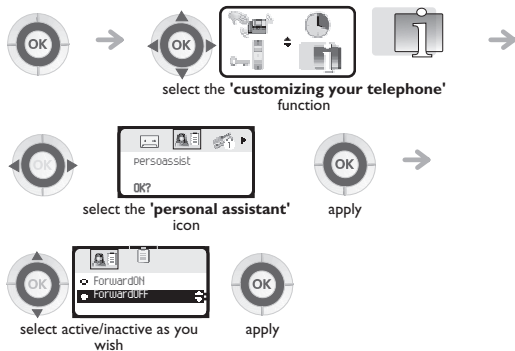 OK
OK
select the 'customizing your telephone'
function
i
OK
persoassist
OK?
select the 'personal assistant'
icon
OK
apply
OK
ForwardON
ForwardOFF
select active/inactive as you
wish
OK
apply